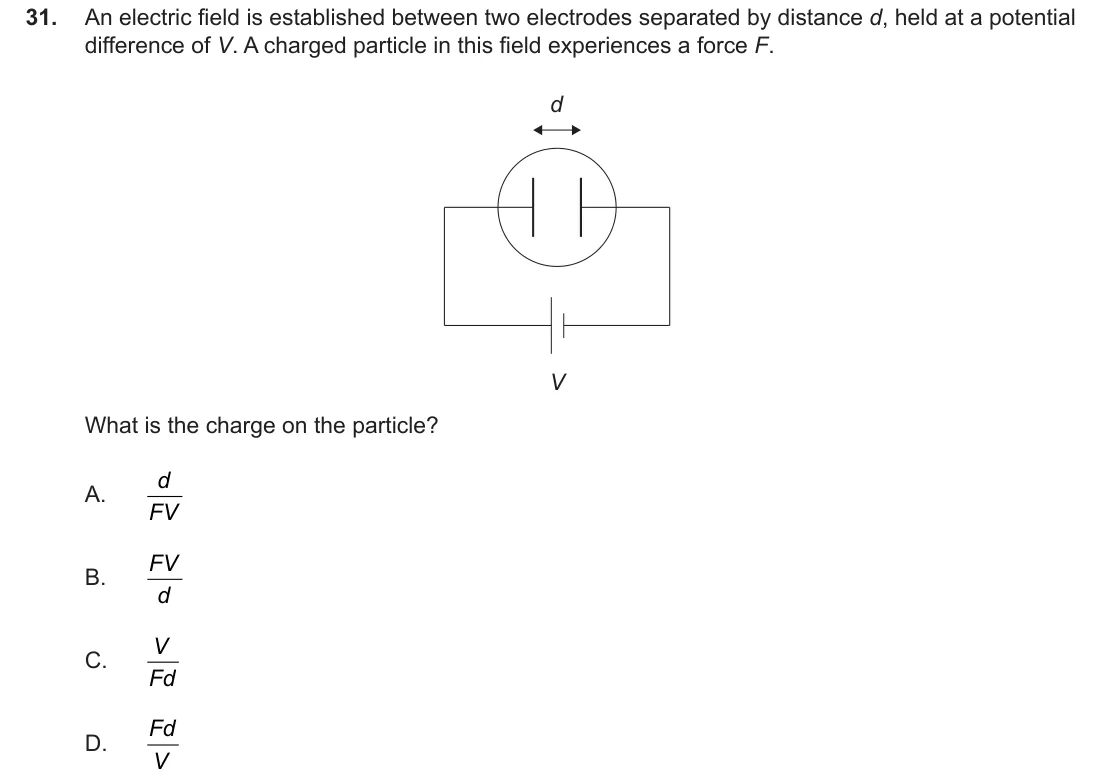 31. An electric field is established between two electrodes separated by distance d, held at a potential
difference of V. A charged particle in this field experiences a force F.
d
V
What is the charge on the particle?
A. d/FV
B. FV/d
C. V/Fd
D. Fd/V